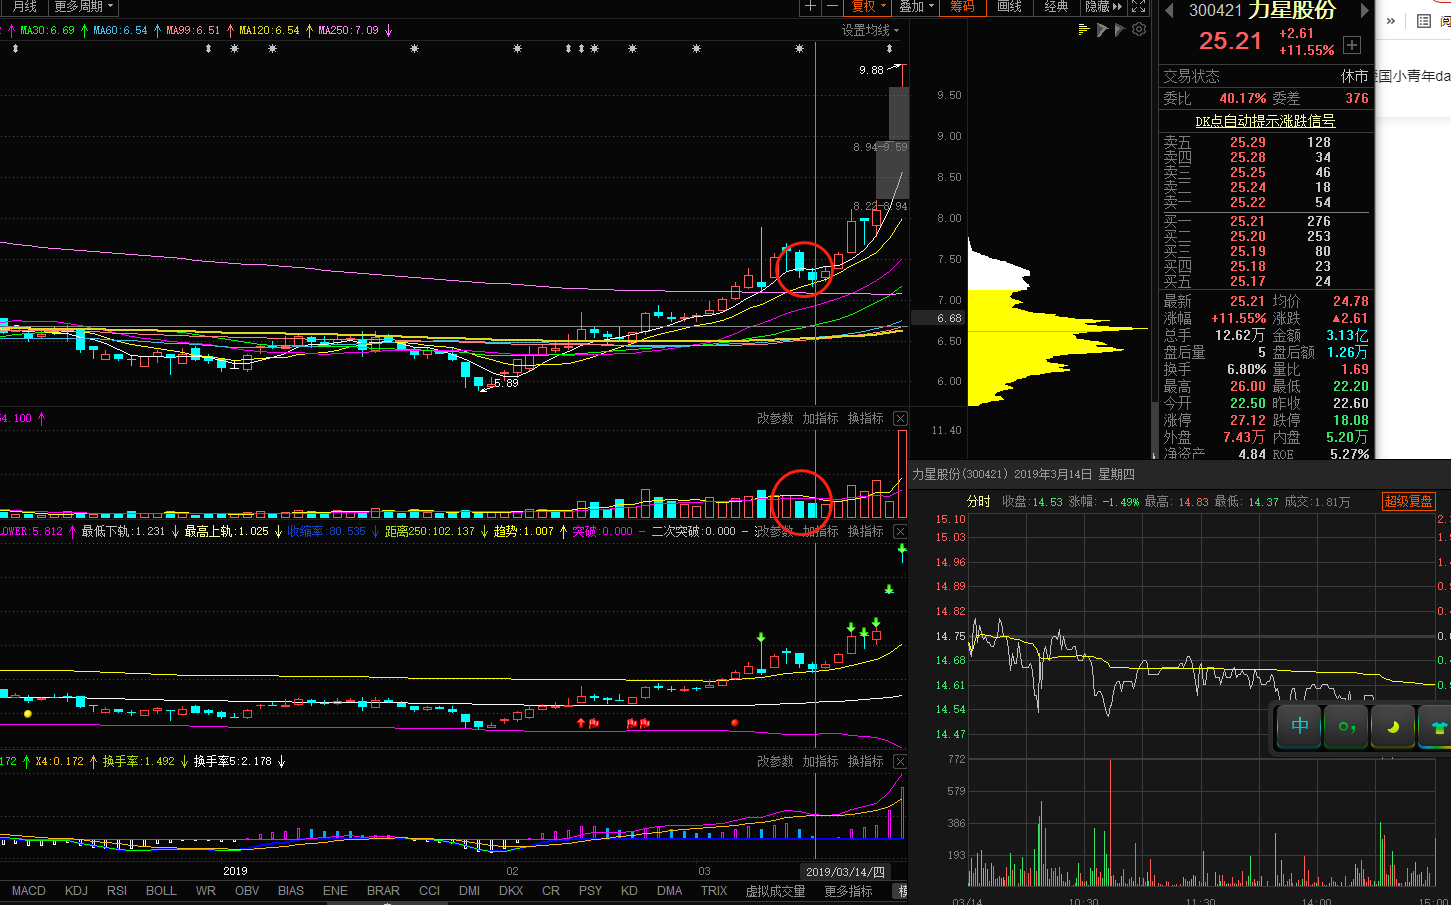 月线 更多周期
＋ － 复权 叠加 筹码 画线 经典 隐藏
MA30:6.69 MA60:6.54 MA99:6.51 MA120:6.54 MA250:7.09
设置均线
9.88
9.50
9.00
8.94-9.59
8.50
8.22-8.94
8.00
7.50
7.00
6.68
6.50
6.00
5.89
4.100
改参数 加指标 换指标
11.40
LOWER:5.812 最低下轨:1.231 最高上轨:1.025 收缩率:80.535 距离250:102.137 趋势:1.007 突破:0.000 - 二次突破:0.000 -
改参数 加指标 换指标
172 X4:0.172 换手率:1.492 换手率5:2.178
改参数 加指标 换指标
2019 02 03 2019/03/14/四
MACD KDJ RSI BOLL WR OBV BIAS ENE BRAR CCI DMI DKX CR PSY KD DMA TRIX 虚拟成交量 更多指标 模
300421 力星股份
25.21 +2.61
+11.55%
交易状态 休市
委比 40.17% 委差 376
DK点自动提示涨跌信号
卖五 25.29 128
卖四 25.28 34
卖三 25.25 46
卖二 25.24 18
卖一 25.22 54
买一 25.21 276
买二 25.20 253
买三 25.19 80
买四 25.18 23
买五 25.17 24
最新 25.21 均价 24.78
涨幅 +11.55% 涨跌 ▲2.61
总手 12.62万 金额 3.13亿
盘后量 5 盘后额 1.26万
换手 6.80% 量比 1.69
最高 26.00 最低 22.20
今开 22.50 昨收 22.60
涨停 27.12 跌停 18.08
外盘 7.43万 内盘 5.20万
净资产 4.84 ROE 5.27%
» 阅
国小青年da
力星股份(300421) 2019年3月14日 星期四
分时 收盘:14.53 涨幅: -1.49% 最高: 14.83 最低: 14.37 成交:1.81万 超级复盘
15.10
15.03
14.96
14.89
14.82
14.75
14.68
14.61
14.54
14.47
772
579
386
193
03/14 10:30 11:30 14:00 15:00
中